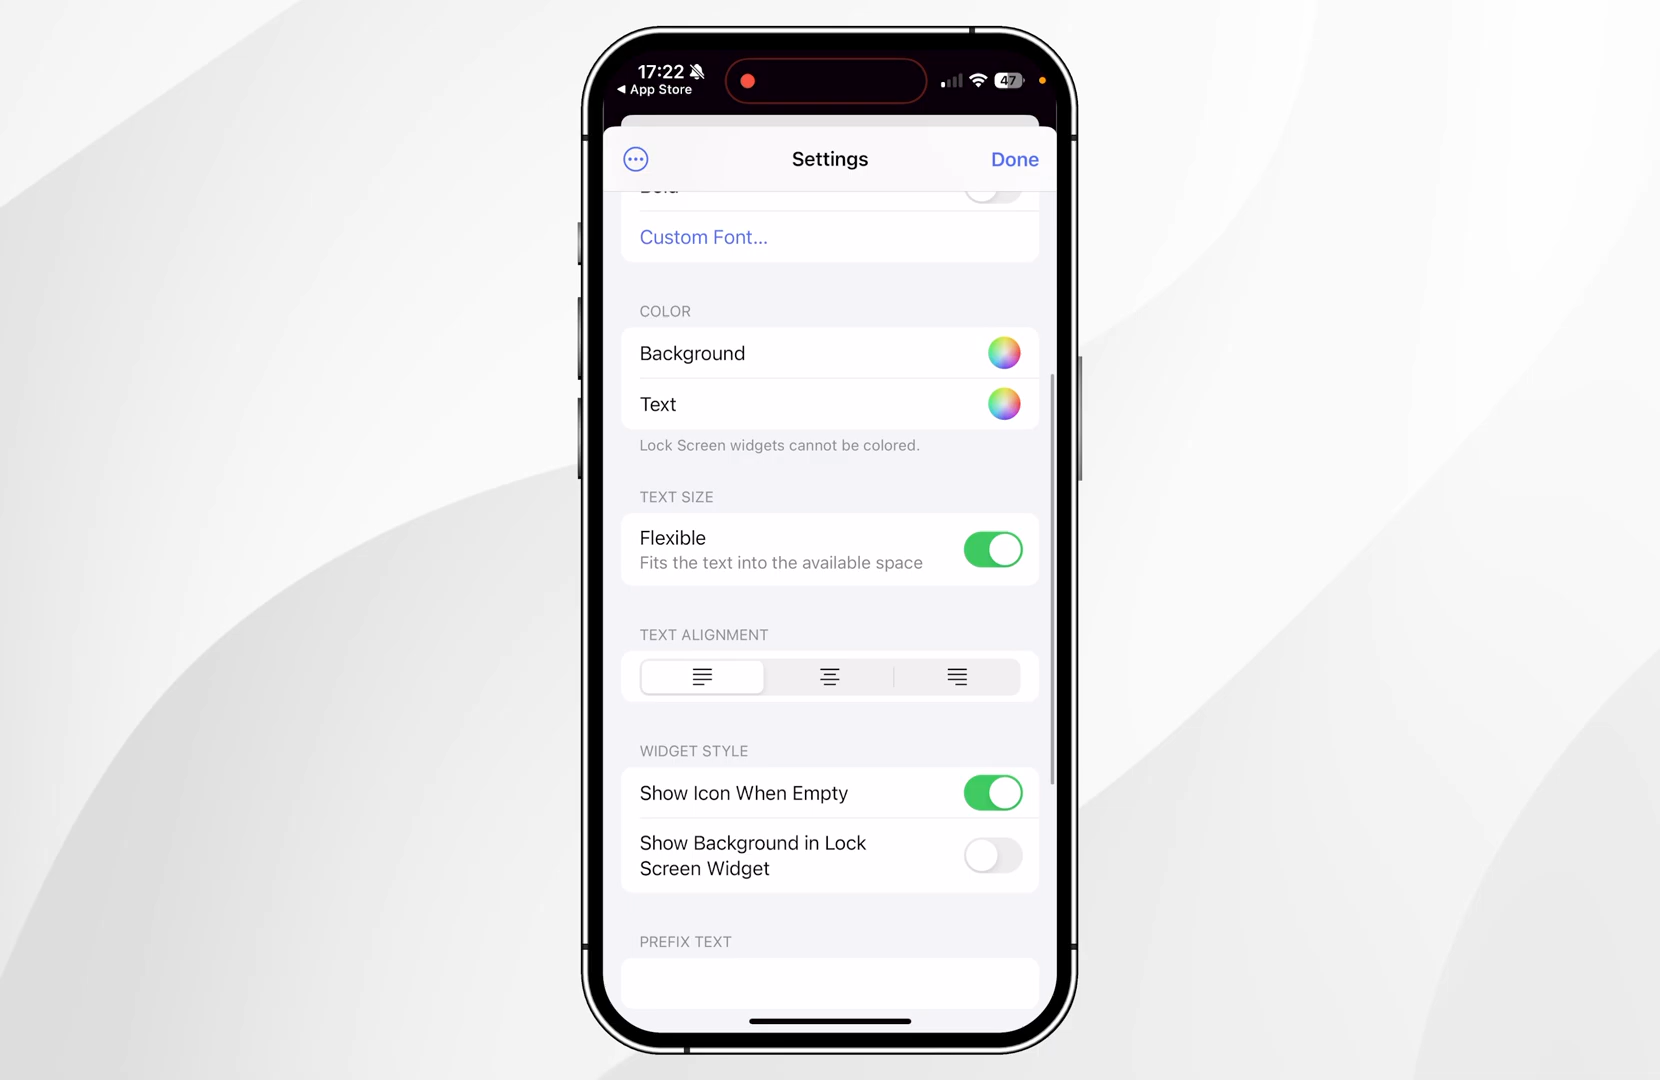 17:22
47
◀ App Store
Settings
Done
Bold
Custom Font...
COLOR
Background
Text
Lock Screen widgets cannot be colored.
TEXT SIZE
Flexible
Fits the text into the available space
TEXT ALIGNMENT
WIDGET STYLE
Show Icon When Empty
Show Background in Lock
Screen Widget
PREFIX TEXT